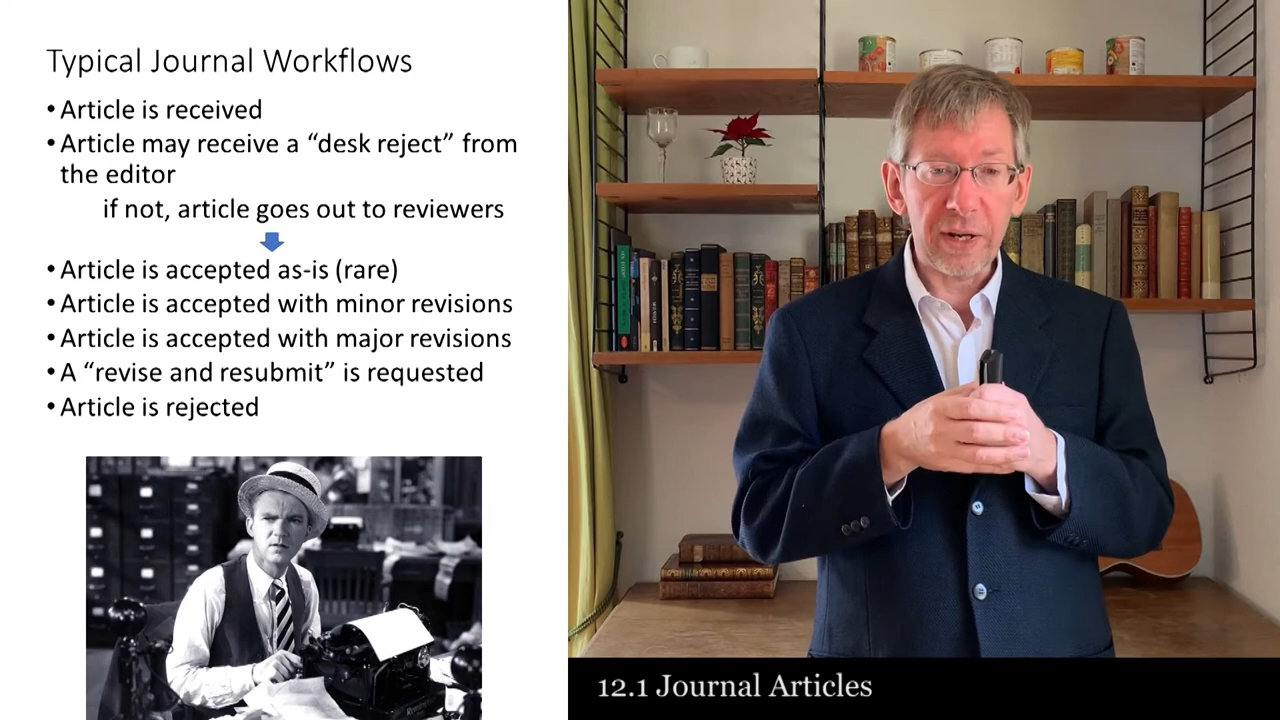 Typical Journal Workflows
• Article is received
• Article may receive a “desk reject” from
the editor
if not, article goes out to reviewers
• Article is accepted as-is (rare)
• Article is accepted with minor revisions
• Article is accepted with major revisions
• A “revise and resubmit” is requested
• Article is rejected
12.1 Journal Articles